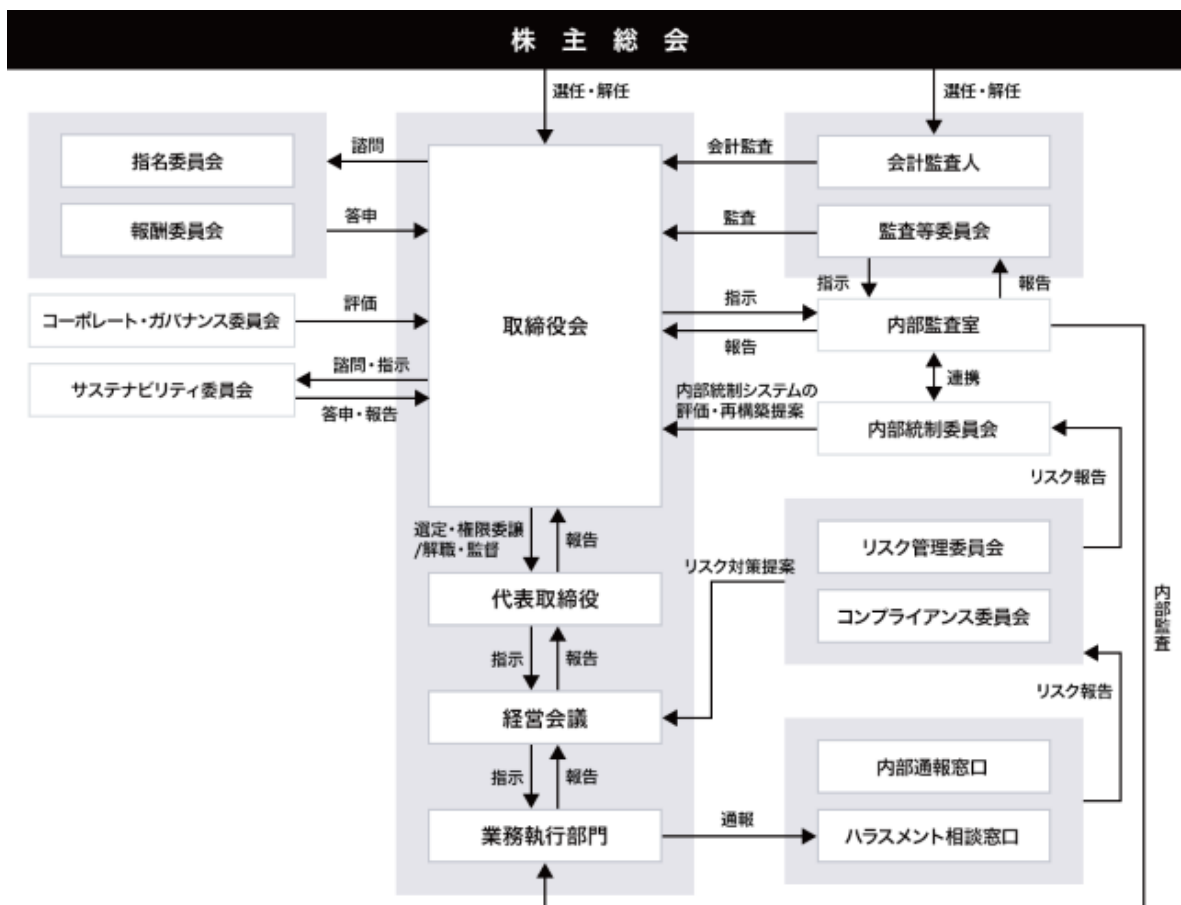 株主総会
選任・解任
選任・解任
指名委員会
報酬委員会
諮問
答申
コーポレート・ガバナンス委員会
評価
サステナビリティ委員会
諮問・指示
答申・報告
取締役会
会計監査
会計監査人
監査
監査等委員会
指示
報告
指示
報告
内部監査室
連携
内部統制システムの
評価・再構築提案
内部統制委員会
リスク報告
選定・権限委譲
/解職・監督
報告
代表取締役
リスク対策提案
リスク管理委員会
コンプライアンス委員会
内部監査
指示
報告
経営会議
リスク報告
指示
報告
業務執行部門
通報
内部通報窓口
ハラスメント相談窓口